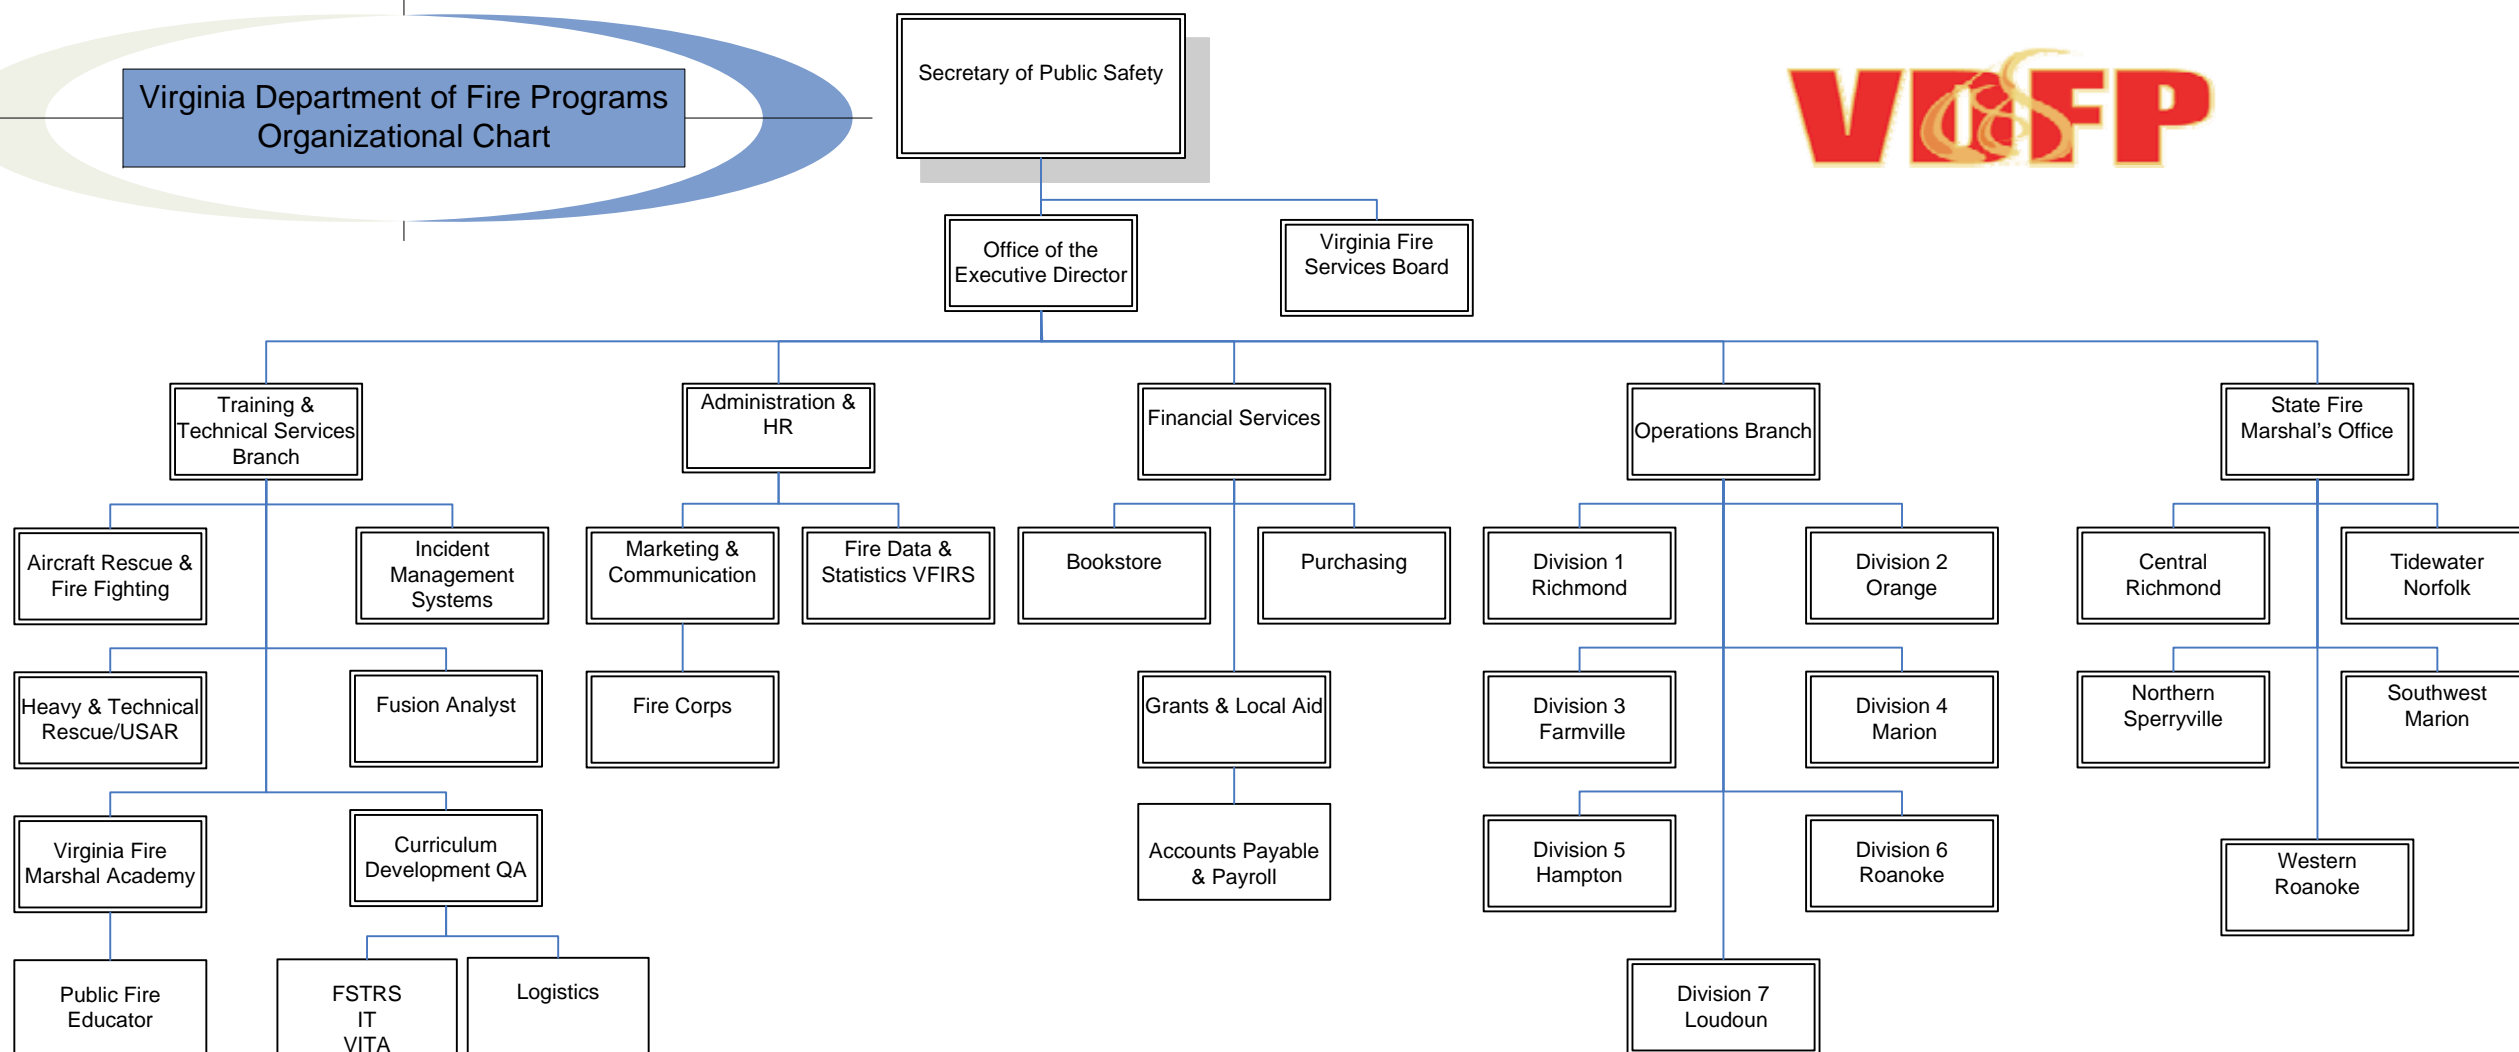 Virginia Department of Fire Programs
Organizational Chart
Secretary of Public Safety
VDFP
Office of the
Executive Director
Virginia Fire
Services Board
Training &
Technical Services
Branch
Administration &
HR
Financial Services
Operations Branch
State Fire
Marshal’s Office
Aircraft Rescue &
Fire Fighting
Incident
Management
Systems
Marketing &
Communication
Fire Data &
Statistics VFIRS
Bookstore
Purchasing
Division 1
Richmond
Division 2
Orange
Central
Richmond
Tidewater
Norfolk
Heavy & Technical
Rescue/USAR
Fusion Analyst
Fire Corps
Grants & Local Aid
Division 3
Farmville
Division 4
Marion
Northern
Sperryville
Southwest
Marion
Virginia Fire
Marshal Academy
Curriculum
Development QA
Accounts Payable
& Payroll
Division 5
Hampton
Division 6
Roanoke
Western
Roanoke
Public Fire
Educator
FSTRS
IT
VITA
Logistics
Division 7
Loudoun